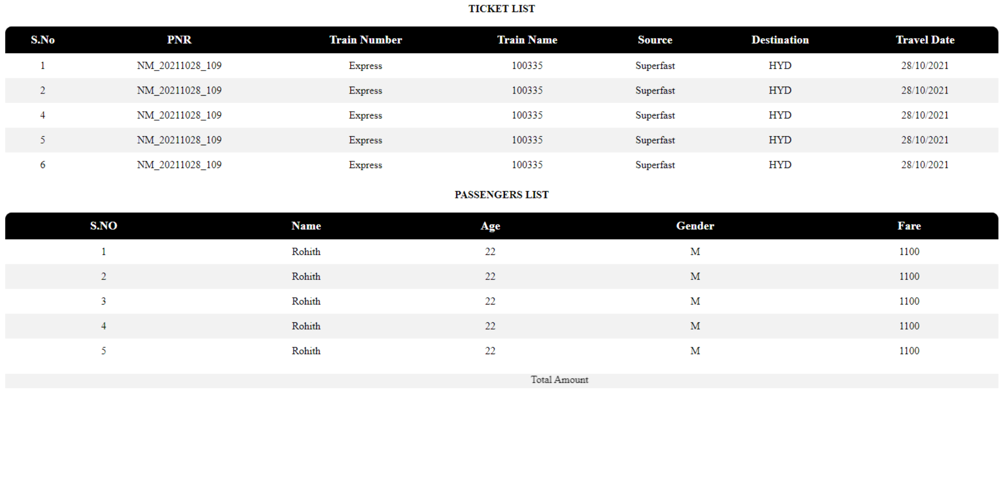 TICKET LIST
S.No PNR Train Number Train Name Source Destination Travel Date
1 NM_20211028_109 Express 100335 Superfast HYD 28/10/2021
2 NM_20211028_109 Express 100335 Superfast HYD 28/10/2021
4 NM_20211028_109 Express 100335 Superfast HYD 28/10/2021
5 NM_20211028_109 Express 100335 Superfast HYD 28/10/2021
6 NM_20211028_109 Express 100335 Superfast HYD 28/10/2021
PASSENGERS LIST
S.NO Name Age Gender Fare
1 Rohith 22 M 1100
2 Rohith 22 M 1100
3 Rohith 22 M 1100
4 Rohith 22 M 1100
5 Rohith 22 M 1100
Total Amount